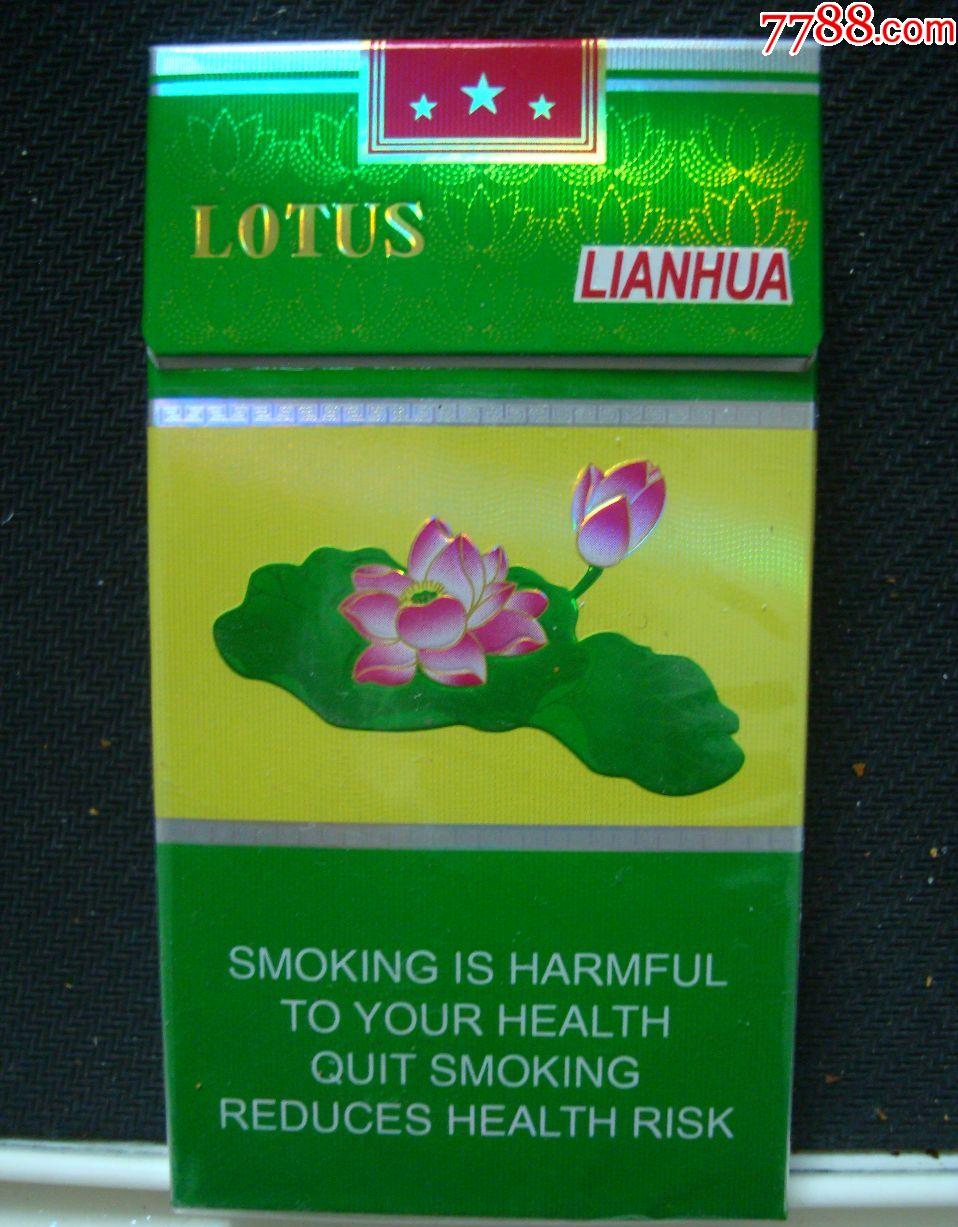 7788.com
LOTUS
LIANHUA
SMOKING IS HARMFUL
TO YOUR HEALTH
QUIT SMOKING
REDUCES HEALTH RISK